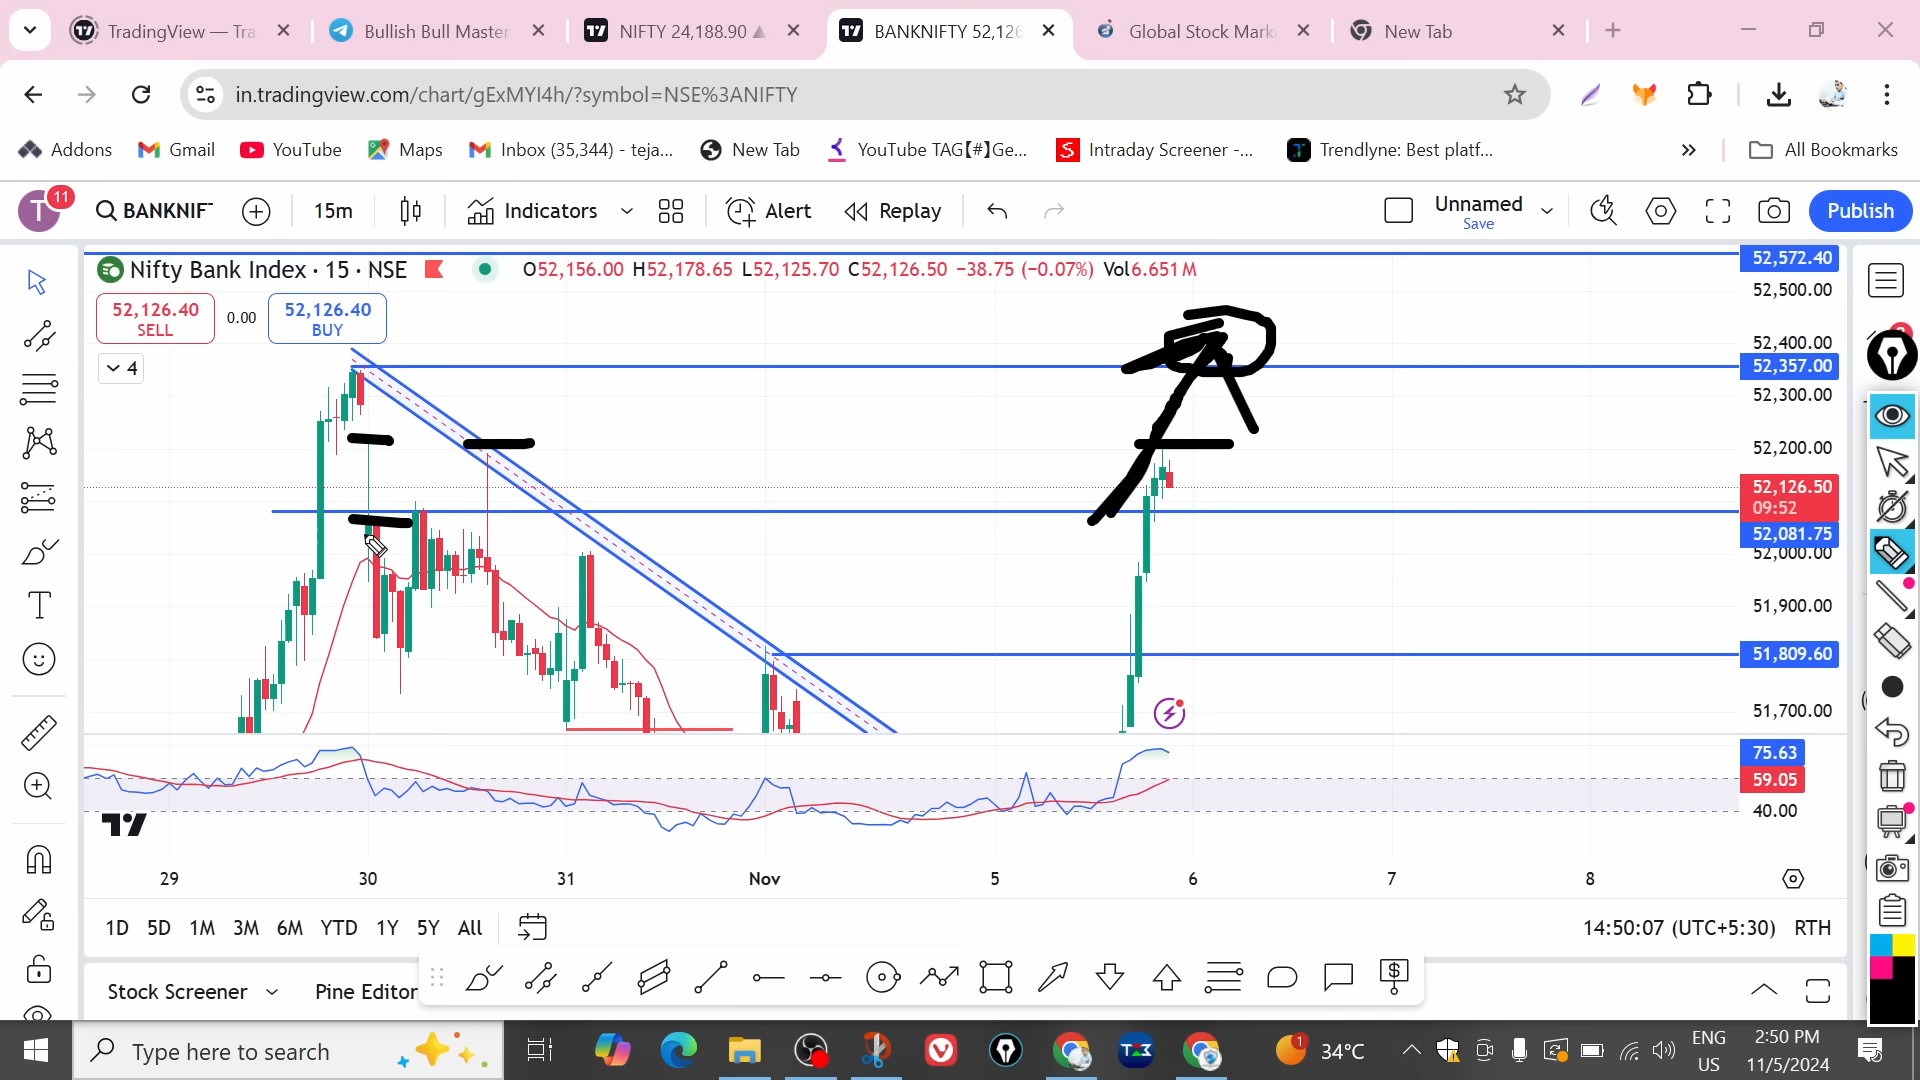 TradingView — Tra
Bullish Bull Master
NIFTY 24,188.90
BANKNIFTY 52,126
Global Stock Mark
New Tab
in.tradingview.com/chart/gExMYI4h/?symbol=NSE%3ANIFTY
Addons
Gmail
YouTube
Maps
Inbox (35,344) - teja...
New Tab
YouTube TAG【#】Ge...
Intraday Screener -...
Trendlyne: Best platf...
»
All Bookmarks
T
11
BANKNIF
15m
Indicators
Alert
Replay
Unnamed
Save
Publish
Nifty Bank Index · 15 · NSE
O52,156.00 H52,178.65 L52,125.70 C52,126.50 −38.75 (−0.07%) Vol6.651 M
52,126.40
SELL
0.00
52,126.40
BUY
4
52,572.40
52,500.00
52,400.00
52,357.00
52,300.00
52,200.00
52,126.50
09:52
52,081.75
52,000.00
51,900.00
51,809.60
51,700.00
75.63
59.05
40.00
29 30 31 Nov 5 6 7 8
1D 5D 1M 3M 6M YTD 1Y 5Y All
14:50:07 (UTC+5:30) RTH
Stock Screener
Pine Editor
Type here to search
1
34°C
ENG
US
2:50 PM
11/5/2024